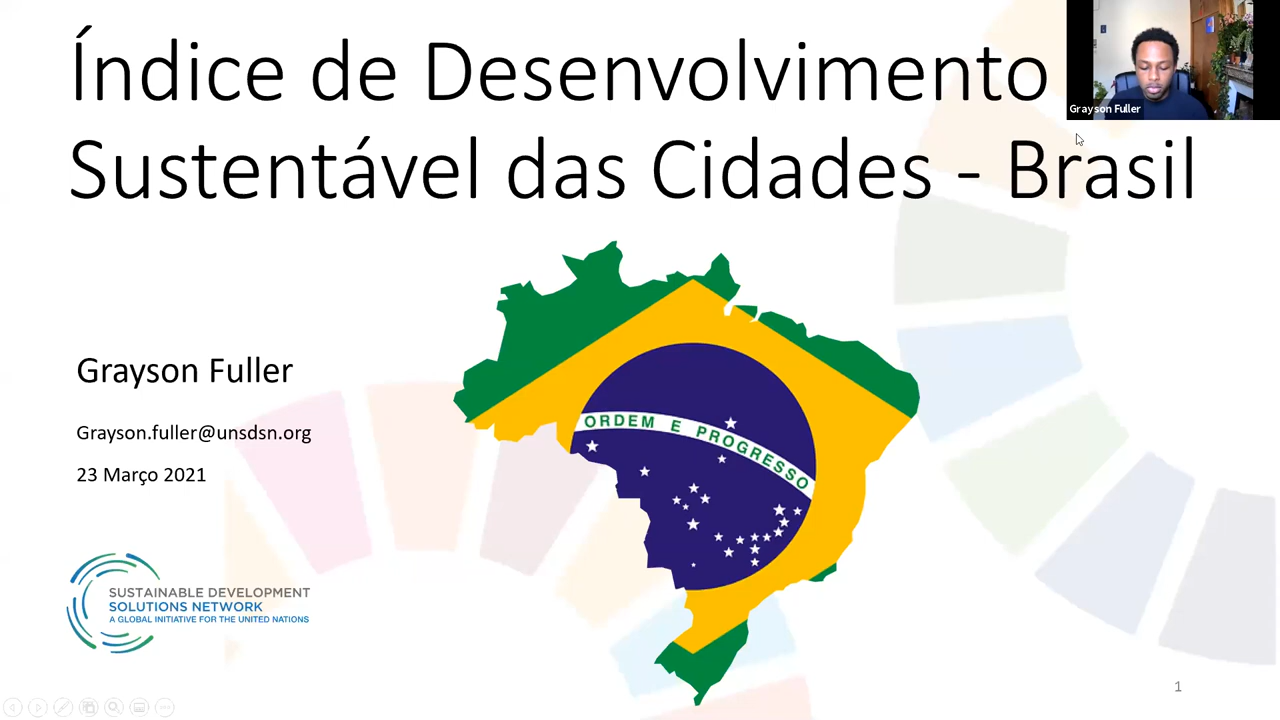 Índice de Desenvolvimento
Sustentável das Cidades - Brasil
Grayson Fuller
Grayson Fuller
Grayson.fuller@unsdsn.org
23 Março 2021
ORDEM E PROGRESSO
SUSTAINABLE DEVELOPMENT
SOLUTIONS NETWORK
A GLOBAL INITIATIVE FOR THE UNITED NATIONS
1